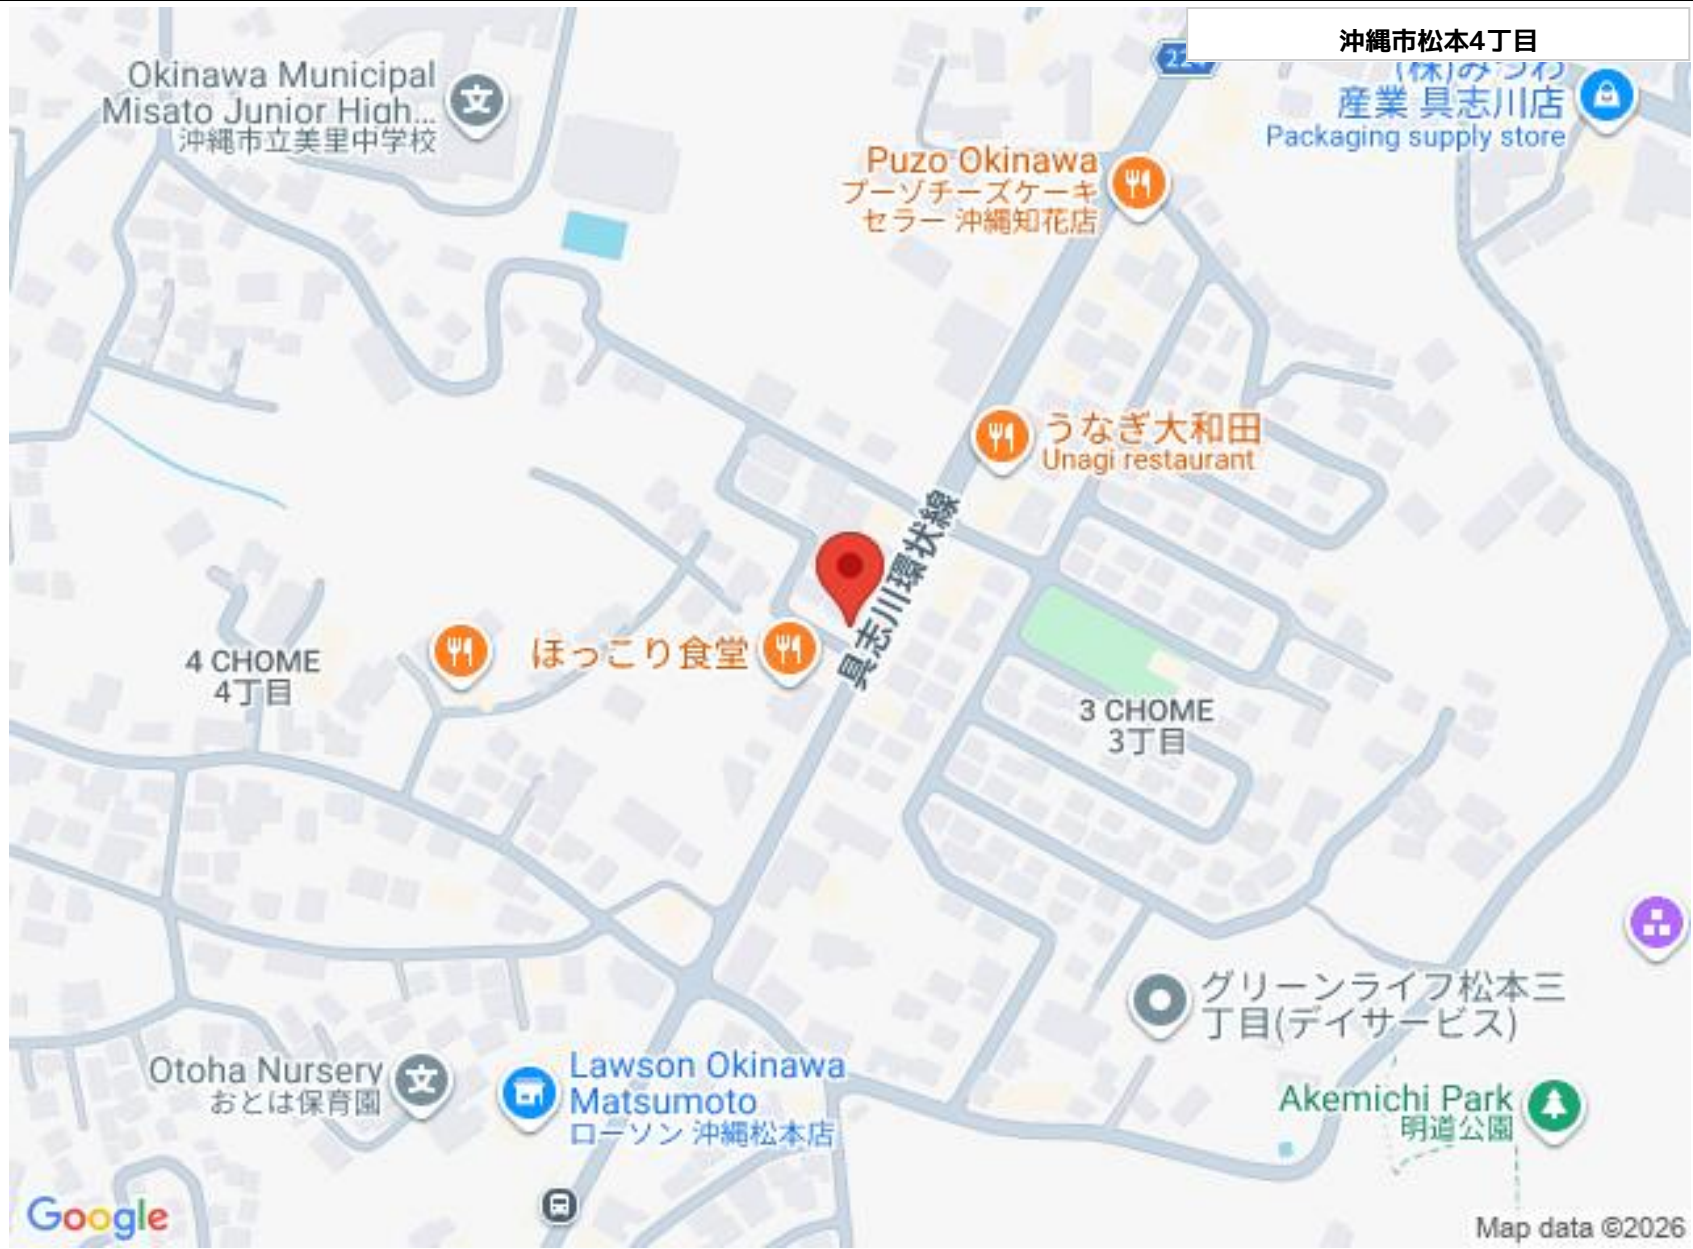 沖縄市松本4丁目
Okinawa Municipal
Misato Junior High...
沖縄市立美里中学校
(株)みつわ
産業 具志川店
Packaging supply store
Puzo Okinawa
プーゾチーズケーキ
セラー 沖縄知花店
うなぎ大和田
Unagi restaurant
具志川環状線
ほっこり食堂
4 CHOME
4丁目
3 CHOME
3丁目
グリーンライフ松本三
丁目(デイサービス)
Otoha Nursery
おとは保育園
Lawson Okinawa
Matsumoto
ローソン 沖縄松本店
Akemichi Park
明道公園
Google
Map data ©2026